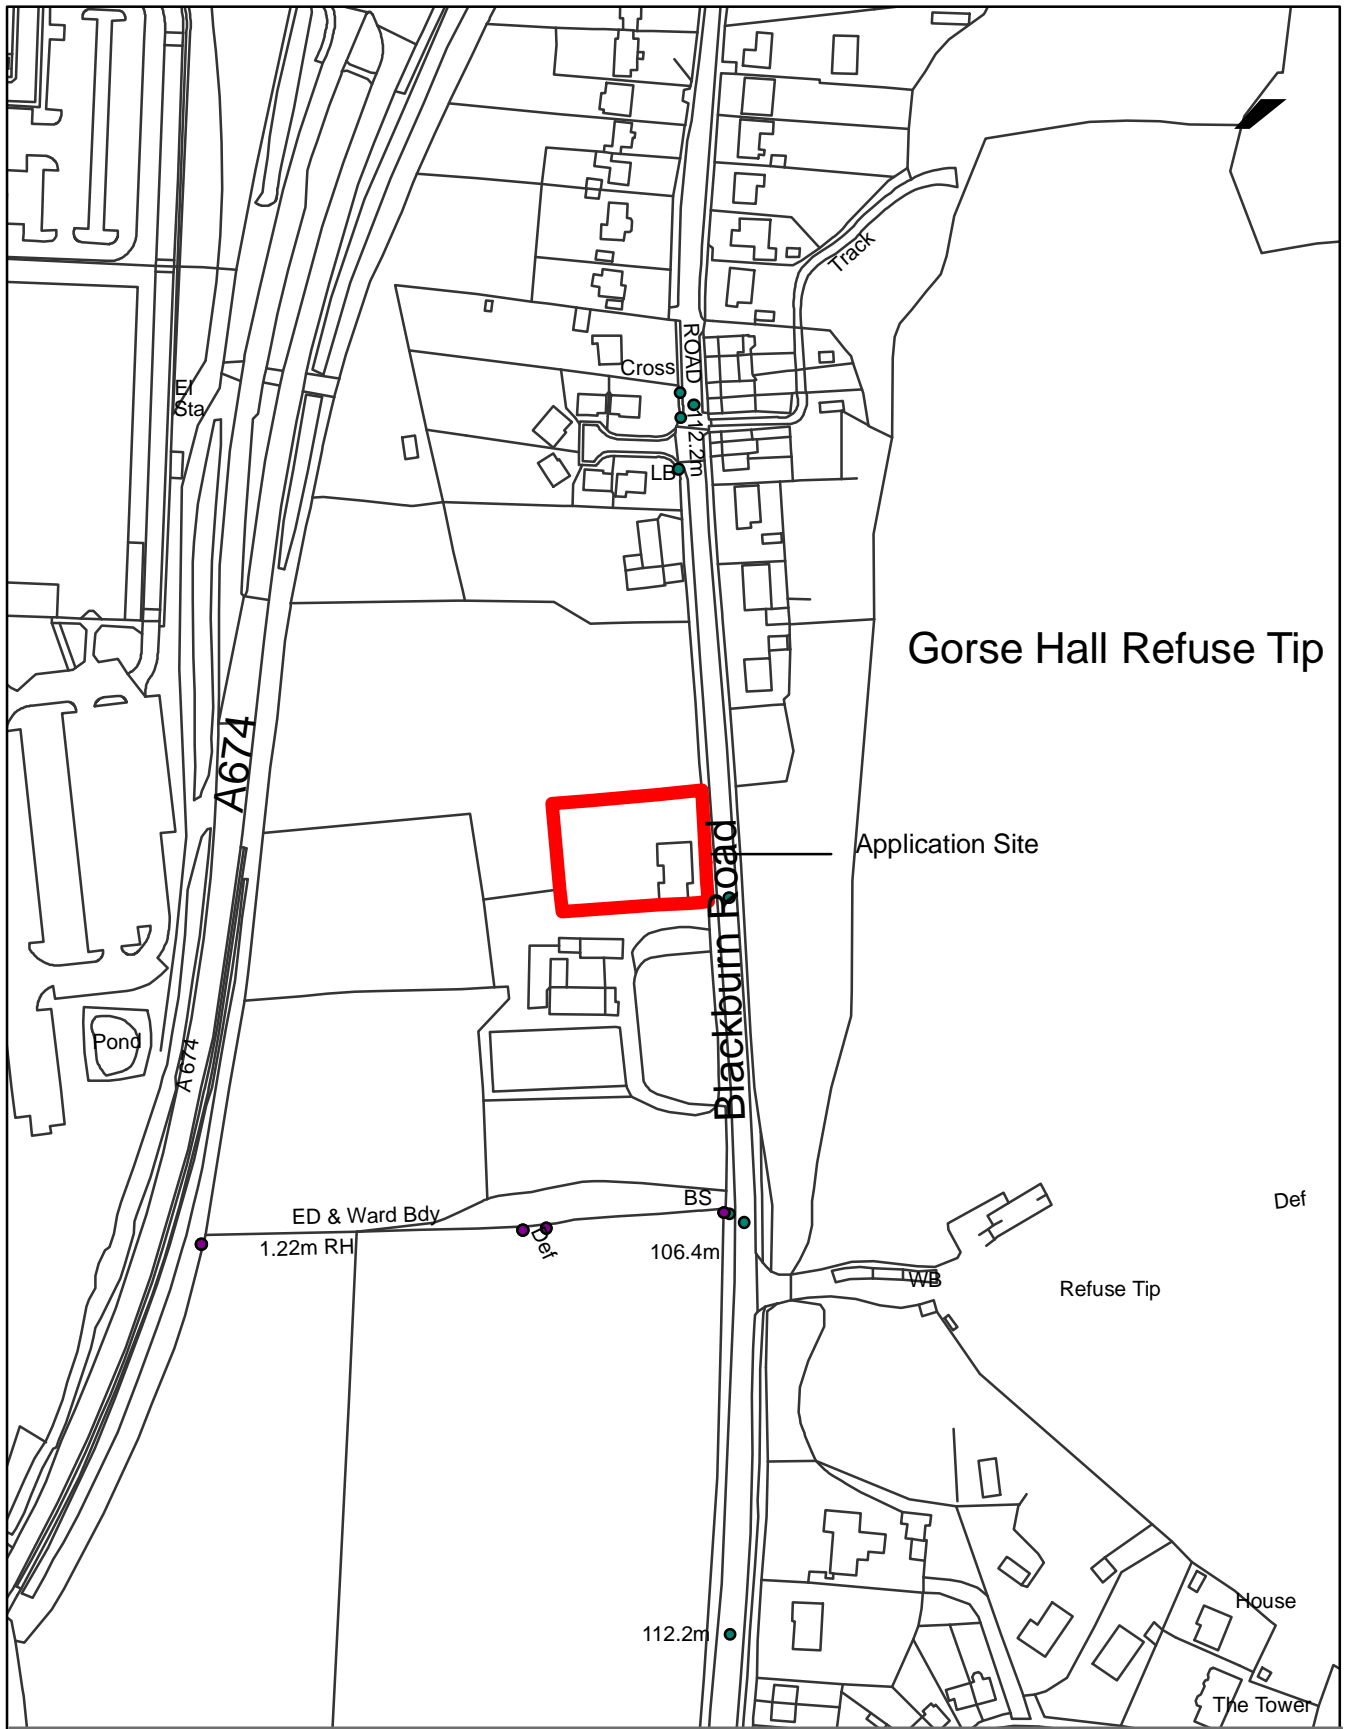 Track
ROAD
Cross
El
Sta
112.2m
LB
Gorse Hall Refuse Tip
A674
Application Site
Blackburn Road
Pond
A 674
BS
Def
ED & Ward Bdy
1.22m RH
Def
106.4m
WB
Refuse Tip
House
112.2m
The Tower